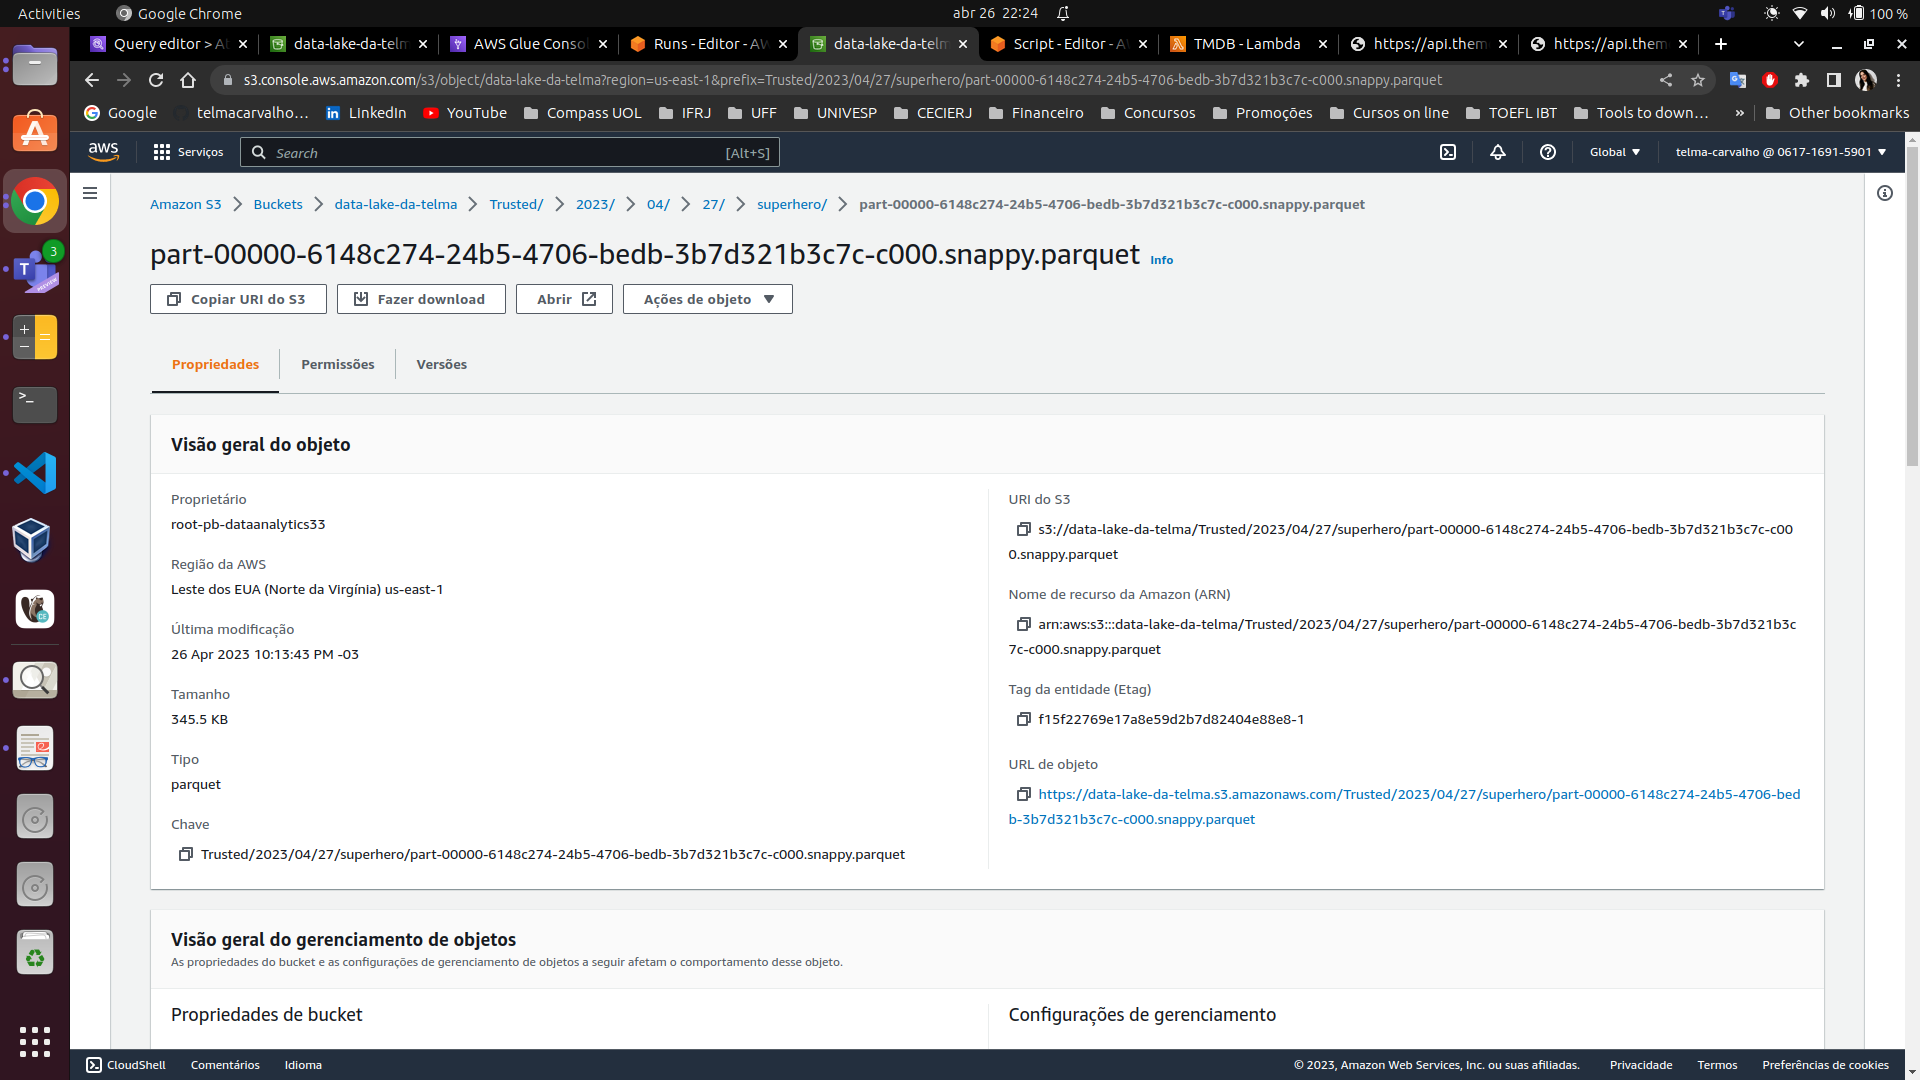 Activities
Google Chrome
abr 26 22:24
100 %
Query editor > At
data-lake-da-telm
AWS Glue Conso
Runs - Editor - AW
data-lake-da-telm
Script - Editor - A
TMDB - Lambda
https://api.them
https://api.them
s3.console.aws.amazon.com/s3/object/data-lake-da-telma?region=us-east-1&prefix=Trusted/2023/04/27/superhero/part-00000-6148c274-24b5-4706-bedb-3b7d321b3c7c-c000.snappy.parquet
Google
telmacarvalho...
LinkedIn
YouTube
Compass UOL
IFRJ
UFF
UNIVESP
CECIERJ
Financeiro
Concursos
Promoções
Cursos on line
TOEFL IBT
Tools to down...
»
Other bookmarks
aws
Serviços
Search
[Alt+S]
Global
telma-carvalho @ 0617-1691-5901
3
Amazon S3
Buckets
data-lake-da-telma
Trusted/
2023/
04/
27/
superhero/
part-00000-6148c274-24b5-4706-bedb-3b7d321b3c7c-c000.snappy.parquet
part-00000-6148c274-24b5-4706-bedb-3b7d321b3c7c-c000.snappy.parquet Info
Copiar URI do S3
Fazer download
Abrir
Ações de objeto
Propriedades
Permissões
Versões
Visão geral do objeto
Proprietário
root-pb-dataanalytics33
Região da AWS
Leste dos EUA (Norte da Virgínia) us-east-1
Última modificação
26 Apr 2023 10:13:43 PM -03
Tamanho
345.5 KB
Tipo
parquet
Chave
Trusted/2023/04/27/superhero/part-00000-6148c274-24b5-4706-bedb-3b7d321b3c7c-c000.snappy.parquet
URI do S3
s3://data-lake-da-telma/Trusted/2023/04/27/superhero/part-00000-6148c274-24b5-4706-bedb-3b7d321b3c7c-c00
0.snappy.parquet
Nome de recurso da Amazon (ARN)
arn:aws:s3:::data-lake-da-telma/Trusted/2023/04/27/superhero/part-00000-6148c274-24b5-4706-bedb-3b7d321b3c
7c-c000.snappy.parquet
Tag da entidade (Etag)
f15f22769e17a8e59d2b7d82404e88e8-1
URL de objeto
https://data-lake-da-telma.s3.amazonaws.com/Trusted/2023/04/27/superhero/part-00000-6148c274-24b5-4706-bed
b-3b7d321b3c7c-c000.snappy.parquet
Visão geral do gerenciamento de objetos
As propriedades do bucket e as configurações de gerenciamento de objetos a seguir afetam o comportamento desse objeto.
Propriedades de bucket
Configurações de gerenciamento
CloudShell
Comentários
Idioma
© 2023, Amazon Web Services, Inc. ou suas afiliadas.
Privacidade
Termos
Preferências de cookies